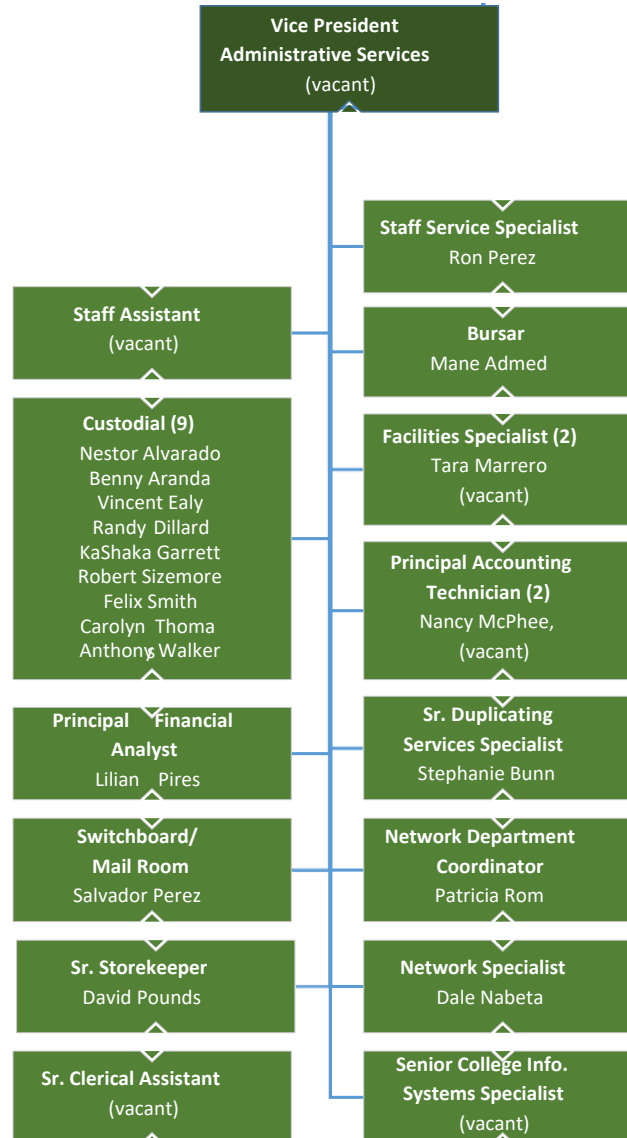 Vice President
Administrative Services
(vacant)
Staff Service Specialist
Ron Perez
Staff Assistant
(vacant)
Bursar
Mane Admed
Custodial (9)
Nestor Alvarado
Benny Aranda
Vincent Ealy
Randy Dillard
KaShaka Garrett
Robert Sizemore
Felix Smith
Carolyn Thoma
s
Anthony Walker
Facilities Specialist (2)
Tara Marrero
(vacant)
Principal Accounting
Technician (2)
Nancy McPhee,
(vacant)
Principal Financial
Analyst
Lilian Pires
Sr. Duplicating
Services Specialist
Stephanie Bunn
Switchboard/
Mail Room
Salvador Perez
Network Department
Coordinator
Patricia Rom
Sr. Storekeeper
David Pounds
Network Specialist
Dale Nabeta
Sr. Clerical Assistant
(vacant)
Senior College Info.
Systems Specialist
(vacant)